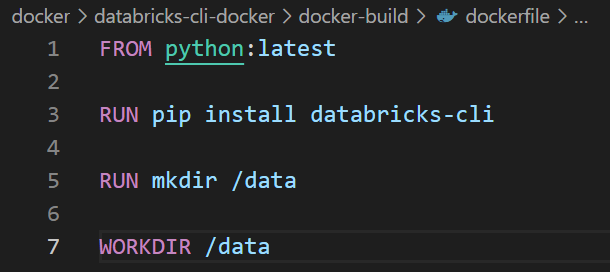 docker > databricks-cli-docker > docker-build > dockerfile > ...
1 FROM python:latest
2
3 RUN pip install databricks-cli
4
5 RUN mkdir /data
6
7 WORKDIR /data